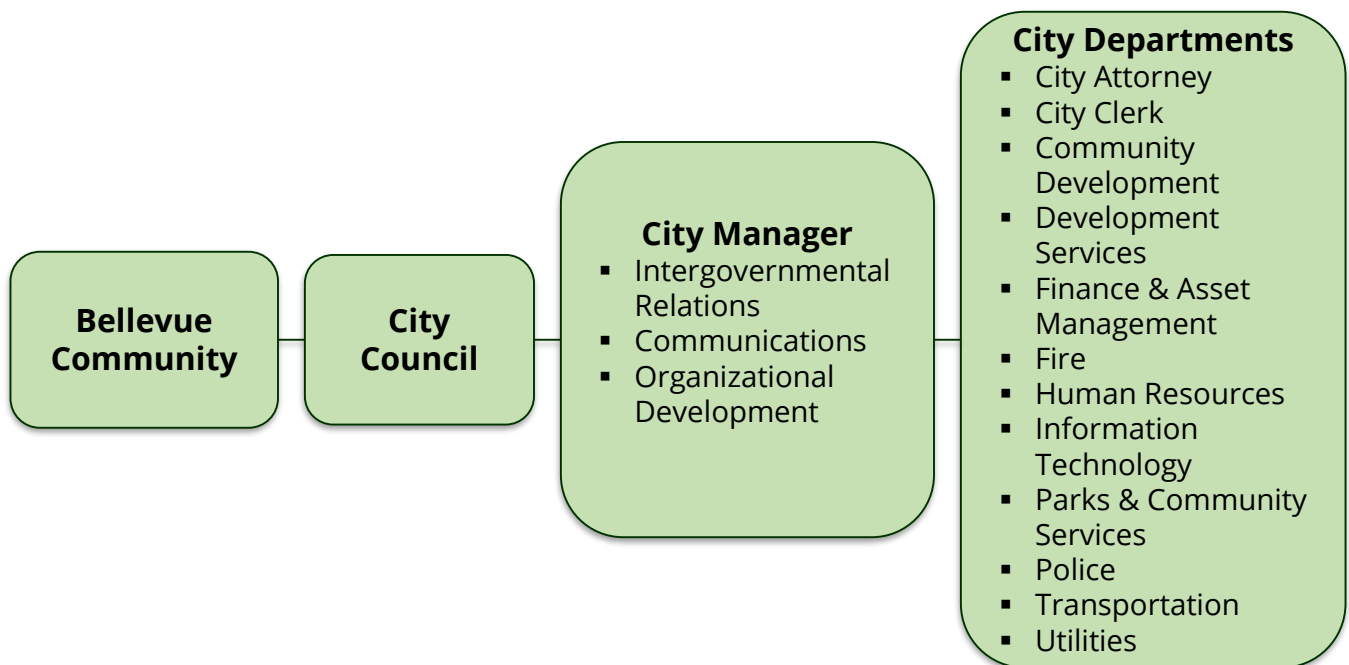 Bellevue
Community
City
Council
City Manager
▪ Intergovernmental
Relations
▪ Communications
▪ Organizational
Development
City Departments
▪ City Attorney
▪ City Clerk
▪ Community
Development
▪ Development
Services
▪ Finance & Asset
Management
▪ Fire
▪ Human Resources
▪ Information
Technology
▪ Parks & Community
Services
▪ Police
▪ Transportation
▪ Utilities